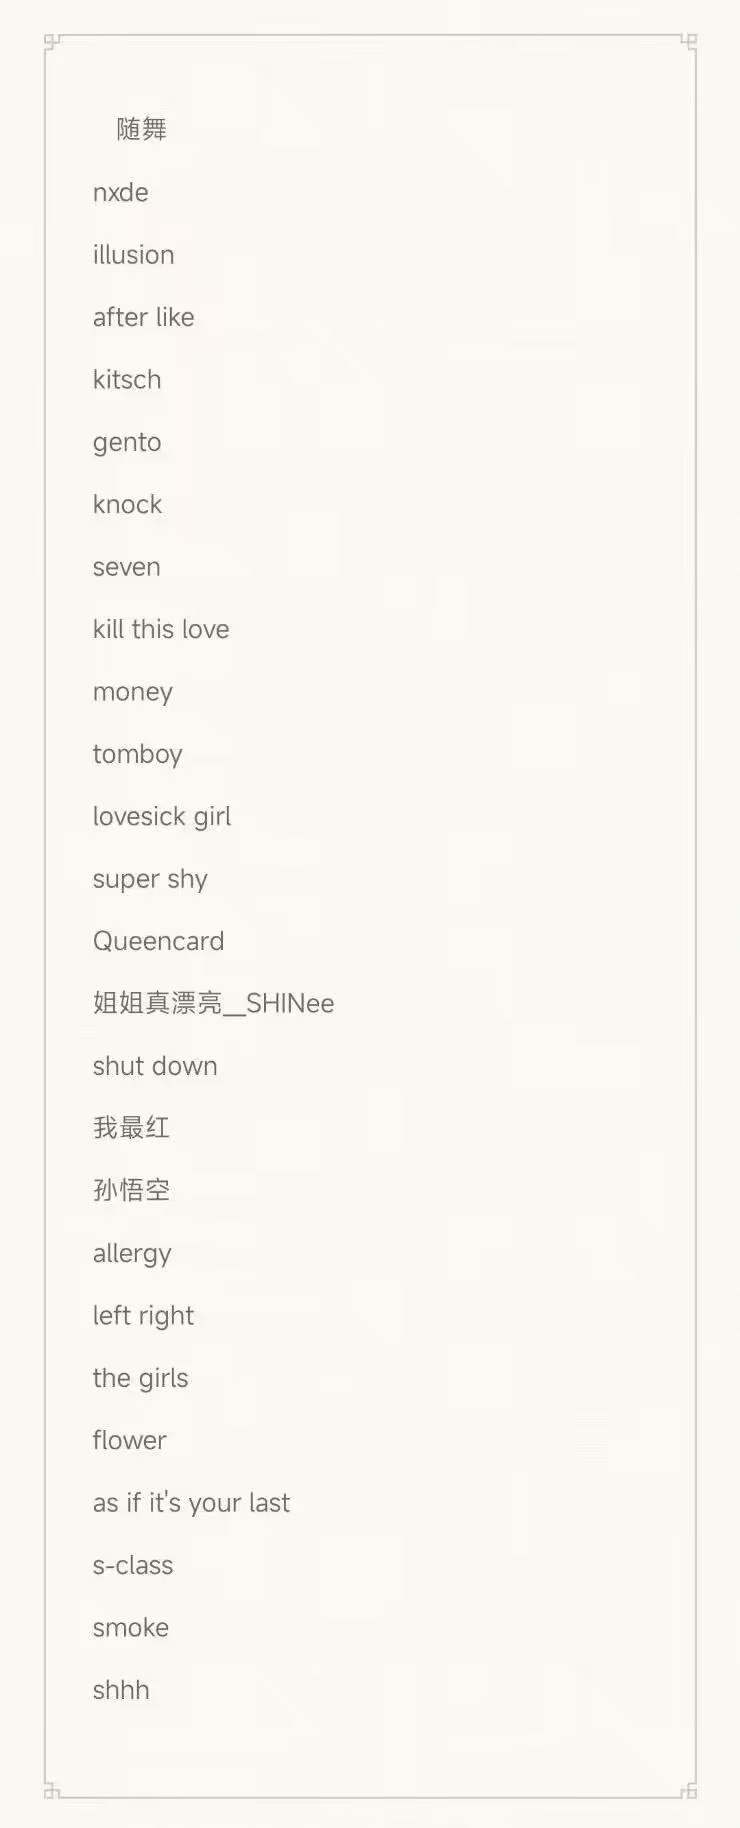 随舞
nxde
illusion
after like
kitsch
gento
knock
seven
kill this love
money
tomboy
lovesick girl
super shy
Queencard
姐姐真漂亮__SHINee
shut down
我最红
孙悟空
allergy
left right
the girls
flower
as if it's your last
s-class
smoke
shhh